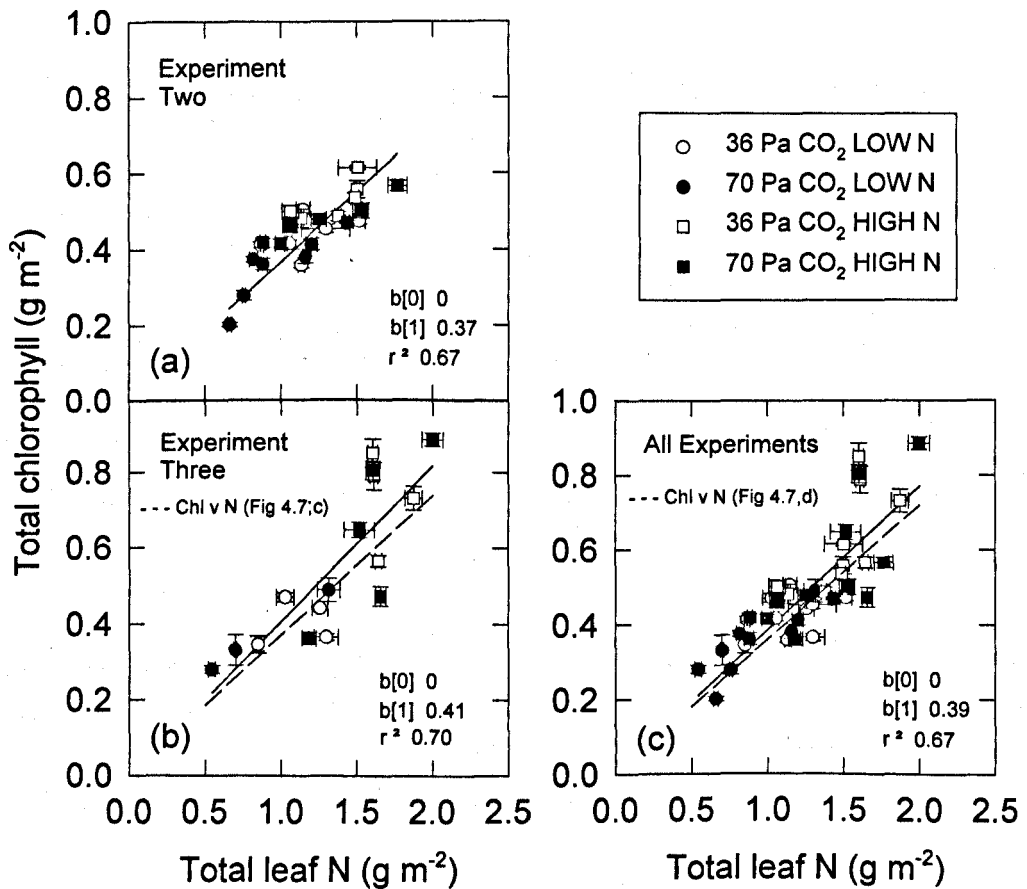 Total chlorophyll (g m⁻²)
1.0
0.8
0.6
0.4
0.2
0.0
Experiment
Two
b[0] 0
b[1] 0.37
r² 0.67
(a)
36 Pa CO₂ LOW N
70 Pa CO₂ LOW N
36 Pa CO₂ HIGH N
70 Pa CO₂ HIGH N
0.8
0.6
0.4
0.2
0.0
Experiment
Three
Chl v N (Fig 4.7,c)
b[0] 0
b[1] 0.41
r² 0.70
(b)
0.0 0.5 1.0 1.5 2.0 2.5
Total leaf N (g m⁻²)
1.0
0.8
0.6
0.4
0.2
0.0
All Experiments
Chl v N (Fig 4.7,d)
b[0] 0
b[1] 0.39
r² 0.67
(c)
0.0 0.5 1.0 1.5 2.0 2.5
Total leaf N (g m⁻²)